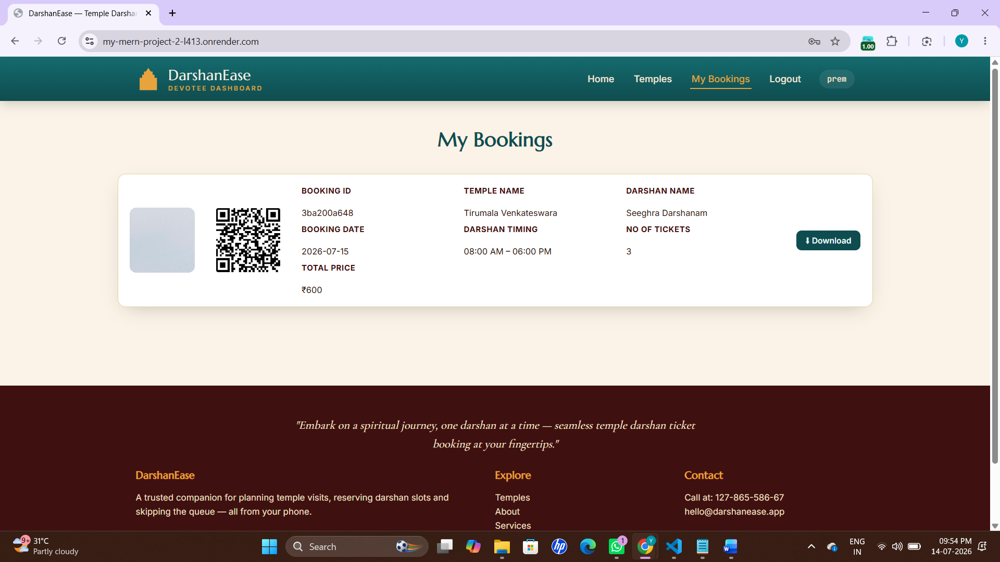 DarshanEase — Temple Darshan
my-mern-project-2-l413.onrender.com
1.00
Y
DarshanEase
DEVOTEE DASHBOARD
Home
Temples
My Bookings
Logout
prem
My Bookings
BOOKING ID
3ba200a648
TEMPLE NAME
Tirumala Venkateswara
DARSHAN NAME
Seeghra Darshanam
BOOKING DATE
2026-07-15
DARSHAN TIMING
08:00 AM – 06:00 PM
NO OF TICKETS
3
TOTAL PRICE
₹600
⬇ Download
"Embark on a spiritual journey, one darshan at a time — seamless temple darshan ticket
booking at your fingertips."
DarshanEase
A trusted companion for planning temple visits, reserving darshan slots and
skipping the queue — all from your phone.
Explore
Temples
About
Services
Contact
Call at: 127-865-586-67
hello@darshanease.app
9+
31°C
Partly cloudy
Search
hp
1
Y
W
ENG
IN
09:54 PM
14-07-2026